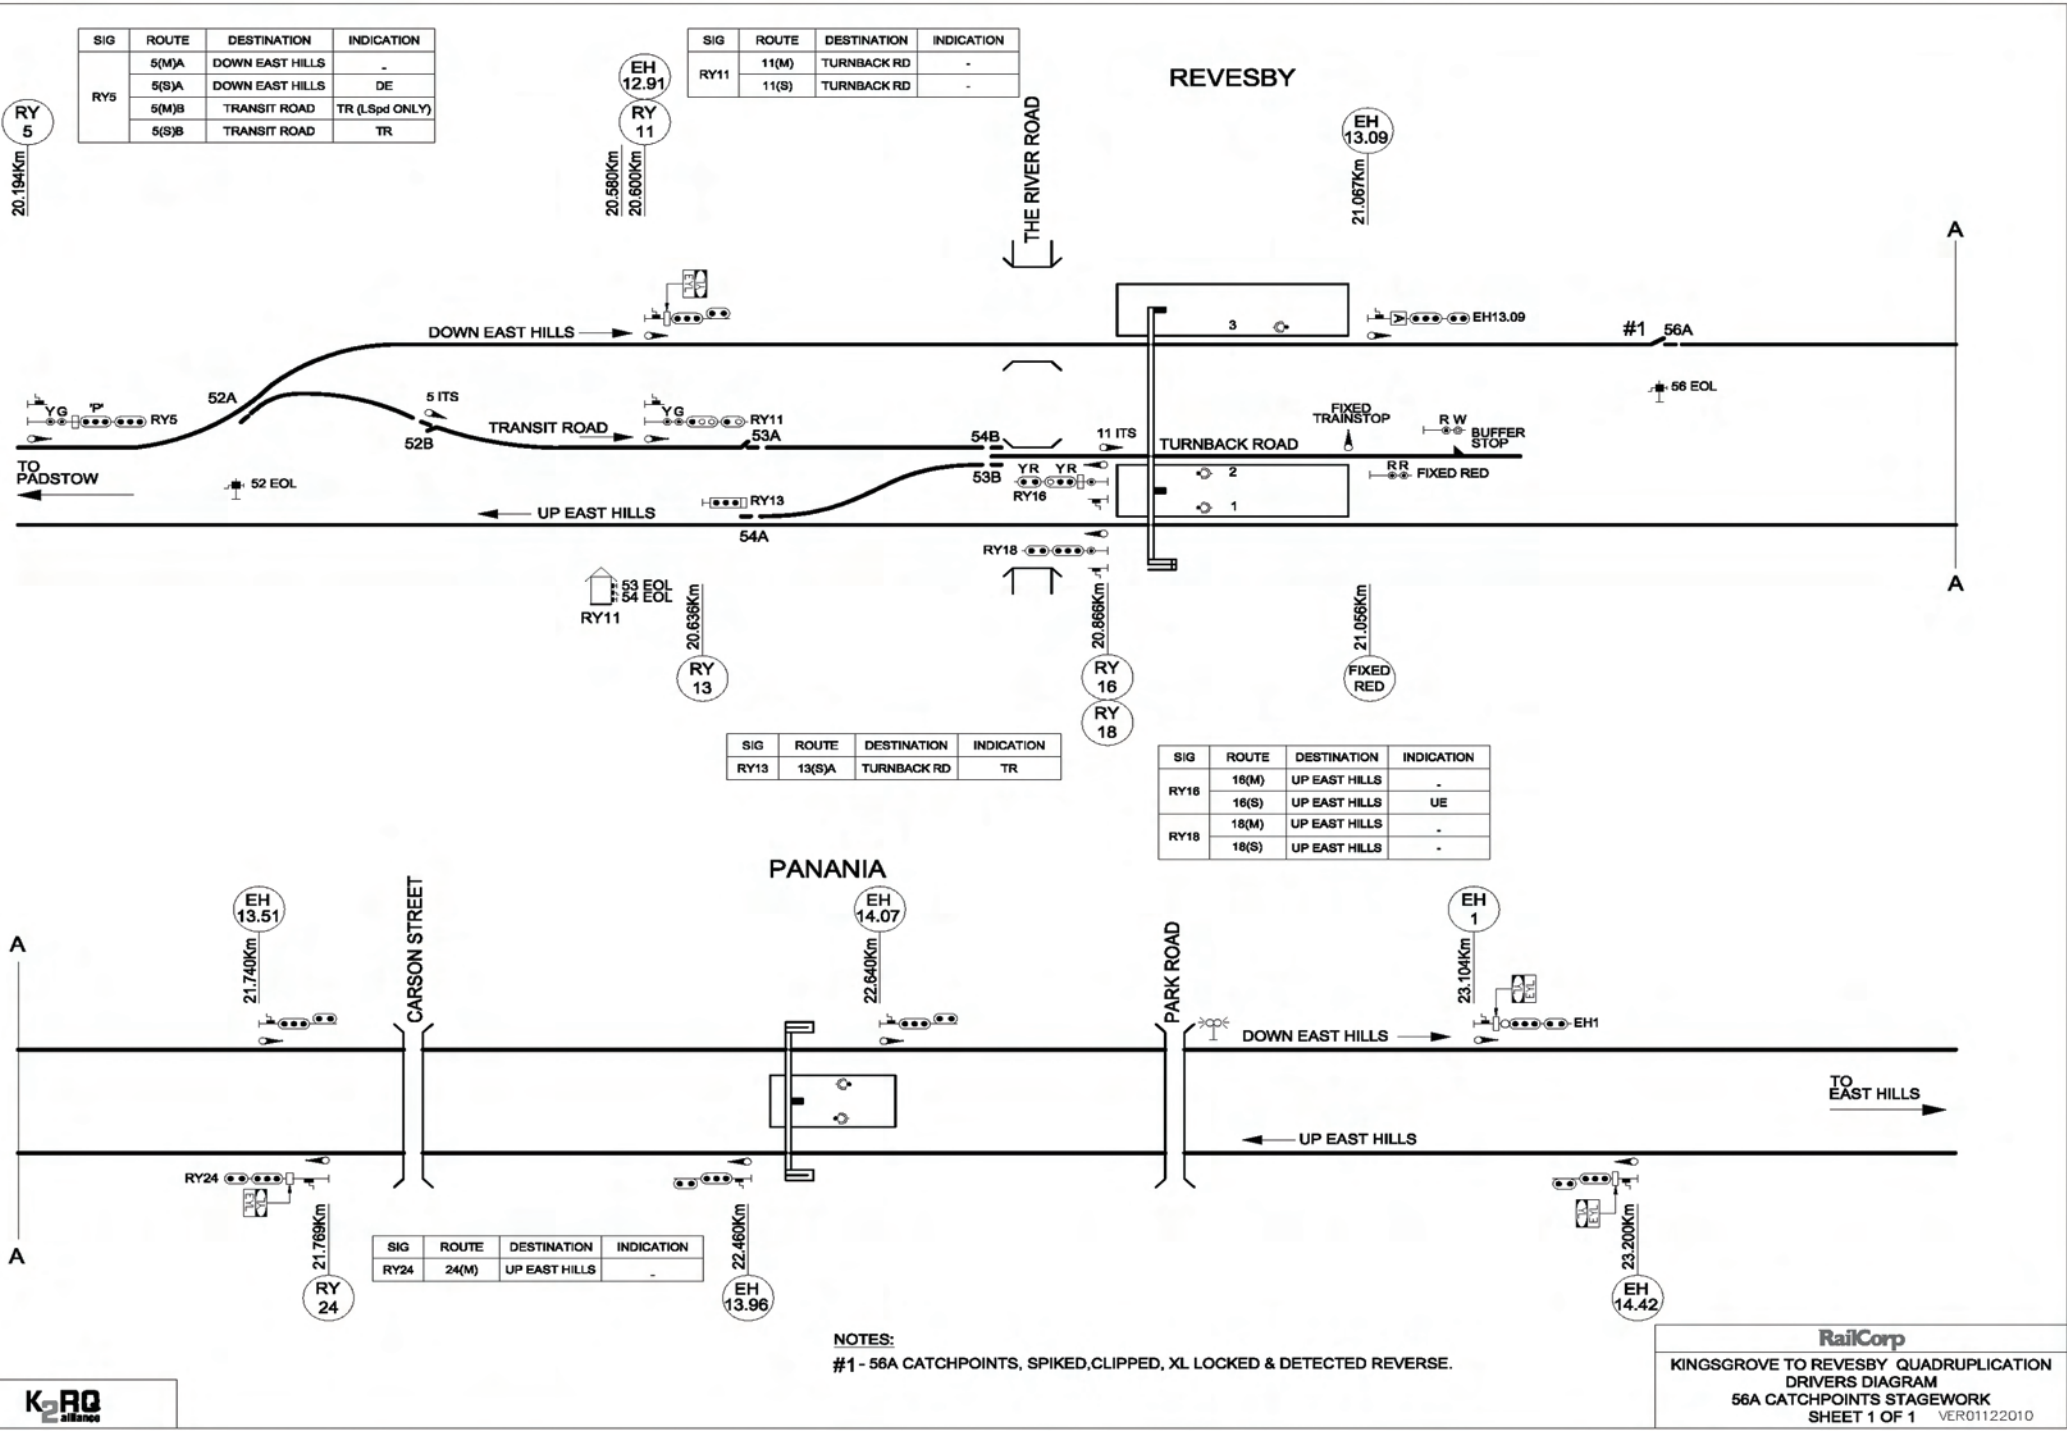 SIG ROUTE DESTINATION INDICATION
RY5 5(M)A DOWN EAST HILLS -
5(S)A DOWN EAST HILLS DE
5(M)B TRANSIT ROAD TR (LSpd ONLY)
5(S)B TRANSIT ROAD TR
SIG ROUTE DESTINATION INDICATION
RY11 11(M) TURNBACK RD -
11(S) TURNBACK RD -
REVESBY
RY
5
20.194Km
EH
12.91
RY
11
20.580Km
20.600Km
THE RIVER ROAD
EH
13.09
21.067Km
A
EYL
DOWN EAST HILLS
3
EH13.09
#1
56A
56 EOL
52A
YG
'P'
RY5
5 ITS
52B
TRANSIT ROAD
YG
RY11
53A
54B
11 ITS
TURNBACK ROAD
FIXED
TRAINSTOP
R W
BUFFER
STOP
TO
PADSTOW
52 EOL
53B
YR YR
RY16
2
RR
FIXED RED
UP EAST HILLS
RY13
1
54A
RY18
53 EOL
54 EOL
RY11
20.636Km
RY
13
20.866Km
RY
16
RY
18
21.056Km
FIXED
RED
A
SIG ROUTE DESTINATION INDICATION
RY13 13(S)A TURNBACK RD TR
SIG ROUTE DESTINATION INDICATION
RY16 16(M) UP EAST HILLS -
16(S) UP EAST HILLS UE
RY18 18(M) UP EAST HILLS -
18(S) UP EAST HILLS -
PANANIA
A
EH
13.51
21.740Km
CARSON STREET
EH
14.07
22.640Km
PARK ROAD
EH
1
23.104Km
EYL
DOWN EAST HILLS
EH1
TO
EAST HILLS
UP EAST HILLS
RY24
EYL
21.769Km
RY
24
A
SIG ROUTE DESTINATION INDICATION
RY24 24(M) UP EAST HILLS -
22.460Km
EH
13.96
EYL
23.200Km
EH
14.42
NOTES:
#1 - 56A CATCHPOINTS, SPIKED,CLIPPED, XL LOCKED & DETECTED REVERSE.
K2RQ
alliance
RailCorp
KINGSGROVE TO REVESBY QUADRUPLICATION
DRIVERS DIAGRAM
56A CATCHPOINTS STAGEWORK
SHEET 1 OF 1 VER01122010